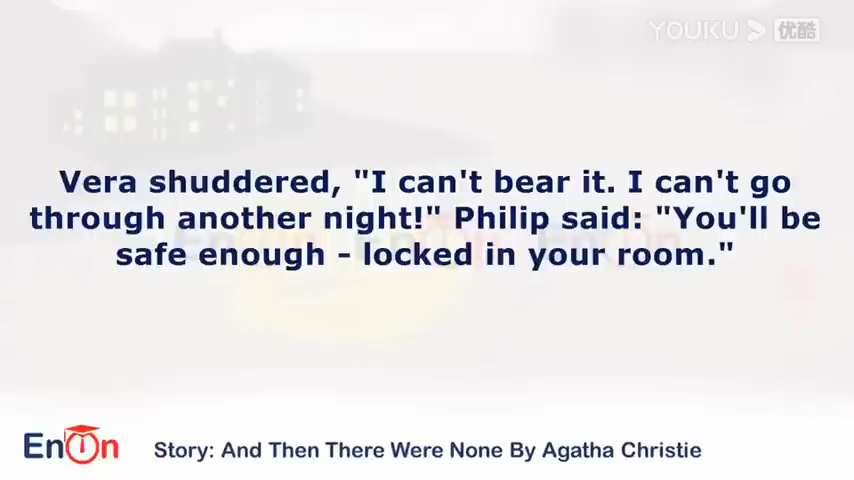 YOUKU 优酷
Vera shuddered, "I can't bear it. I can't go
through another night!" Philip said: "You'll be
safe enough - locked in your room."
EnOn
Story: And Then There Were None By Agatha Christie